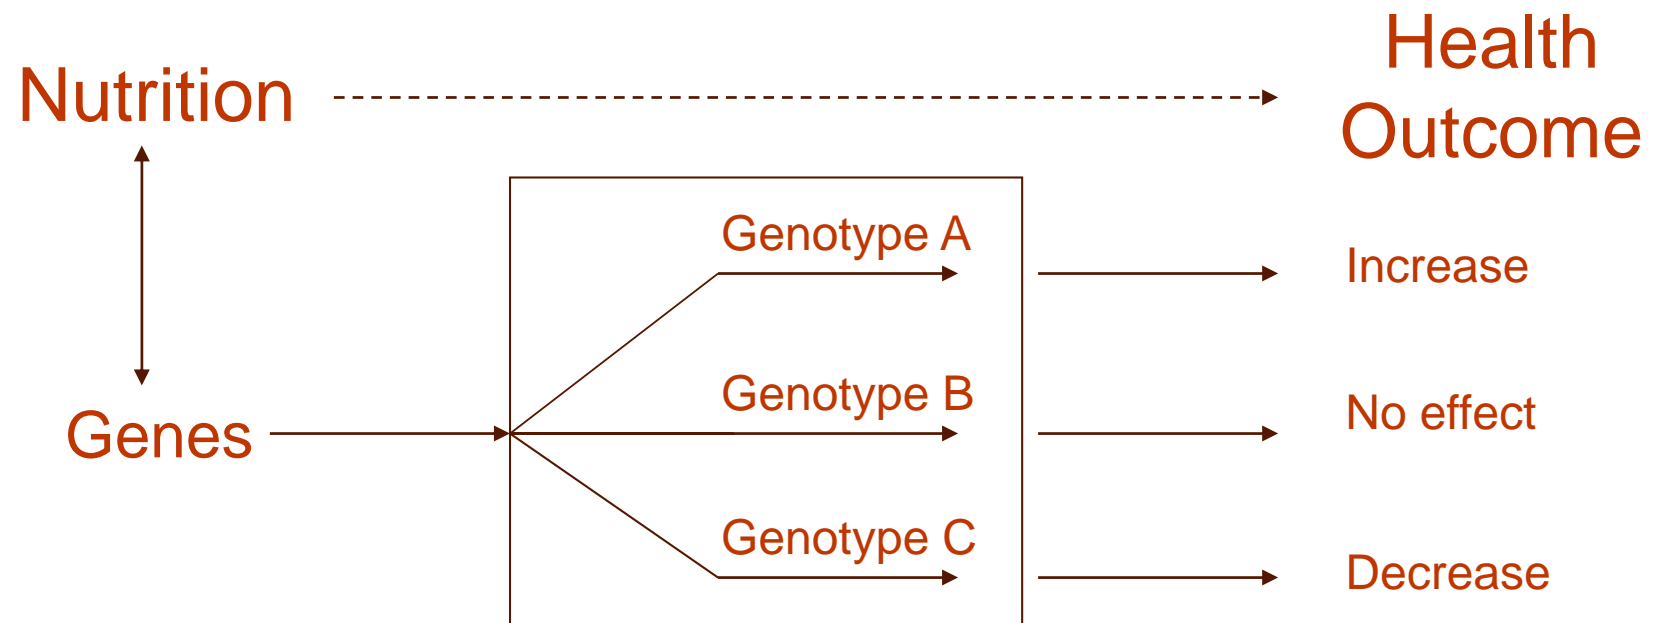 Health
Nutrition
Outcome
Genotype A
Increase
Genotype B
No effect
Genes
Genotype C
Decrease